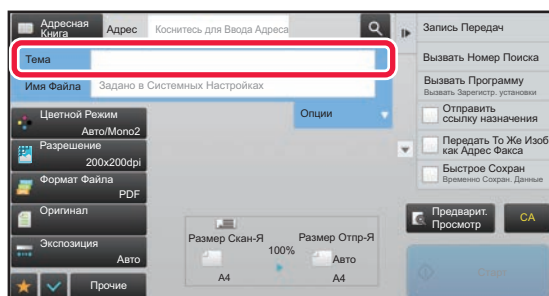 Адресная
Книга
Адрес
Коснитесь для Ввода Адреса
Тема
Имя Файла
Задано в Системных Настройках
Опции
Цветной Режим
Авто/Mono2
Разрешение
200x200dpi
Формат Файла
PDF
Оригинал
Экспозиция
Авто
Прочие
Размер Скан-Я
A4
100%
Размер Отпр-Я
Авто
A4
Запись Передач
Вызвать Номер Поиска
Вызвать Программу
Вызвать Зарегистр. установки
Отправить
ссылку назначения
Передать То Же Изоб
как Адрес Факса
Быстрое Сохран
Временно Сохран. Данные
Предварит.
Просмотр
CA